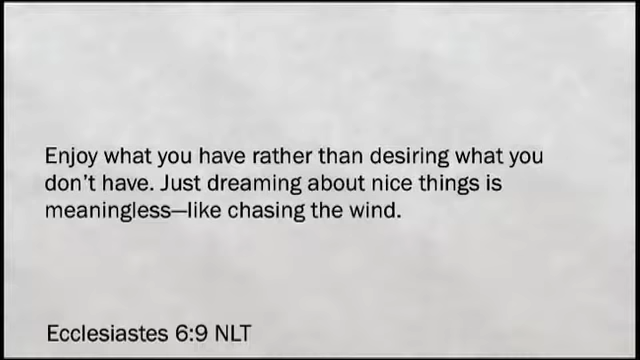 Enjoy what you have rather than desiring what you
don't have. Just dreaming about nice things is
meaningless—like chasing the wind.
Ecclesiastes 6:9 NLT